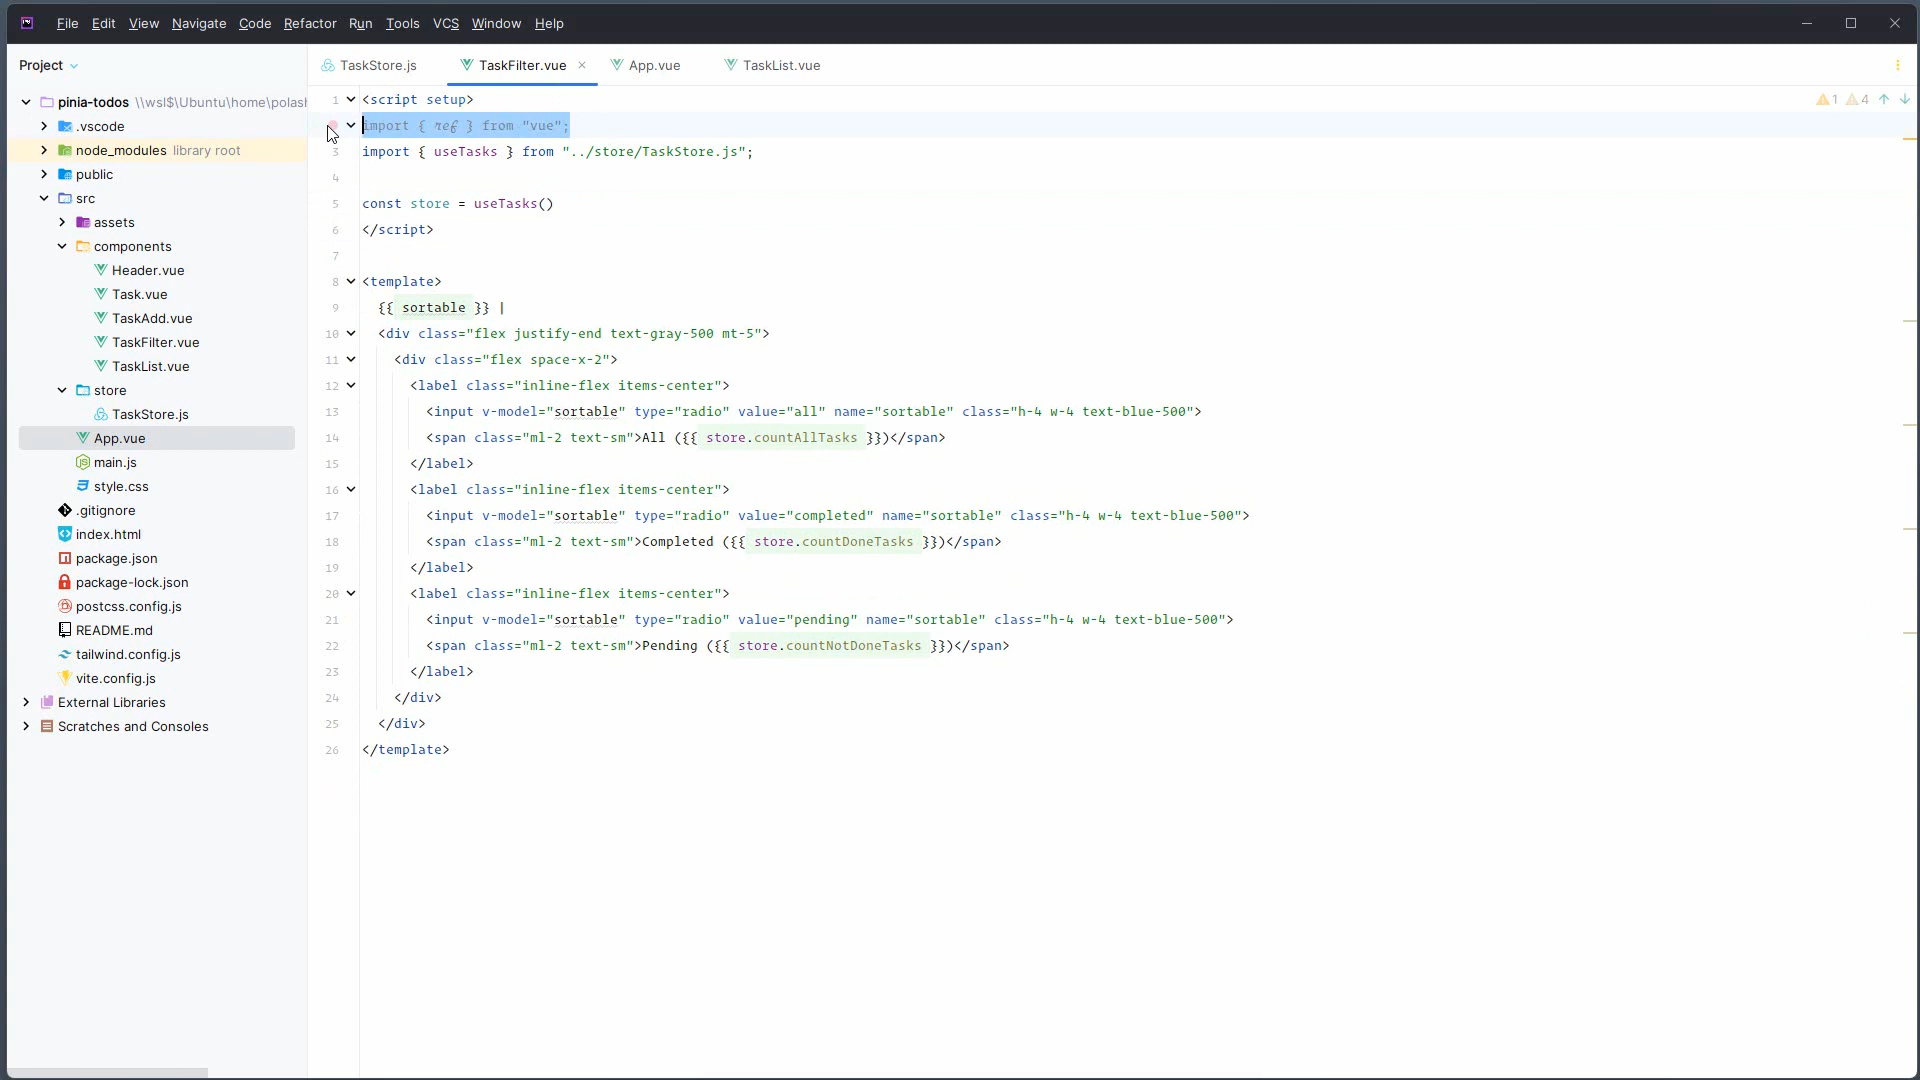 File Edit View Navigate Code Refactor Run Tools VCS Window Help
Project
TaskStore.js TaskFilter.vue App.vue TaskList.vue
pinia-todos \\wsl$\Ubuntu\home\polash
.vscode
node_modules library root
public
src
assets
components
Header.vue
Task.vue
TaskAdd.vue
TaskFilter.vue
TaskList.vue
store
TaskStore.js
App.vue
main.js
style.css
.gitignore
index.html
package.json
package-lock.json
postcss.config.js
README.md
tailwind.config.js
vite.config.js
External Libraries
Scratches and Consoles
1 <script setup>
import { ref } from "vue";
3 import { useTasks } from "../store/TaskStore.js";
4
5 const store = useTasks()
6 </script>
7
8 <template>
9 {{ sortable }} |
10 <div class="flex justify-end text-gray-500 mt-5">
11 <div class="flex space-x-2">
12 <label class="inline-flex items-center">
13 <input v-model="sortable" type="radio" value="all" name="sortable" class="h-4 w-4 text-blue-500">
14 <span class="ml-2 text-sm">All ({{ store.countAllTasks }})</span>
15 </label>
16 <label class="inline-flex items-center">
17 <input v-model="sortable" type="radio" value="completed" name="sortable" class="h-4 w-4 text-blue-500">
18 <span class="ml-2 text-sm">Completed ({{ store.countDoneTasks }})</span>
19 </label>
20 <label class="inline-flex items-center">
21 <input v-model="sortable" type="radio" value="pending" name="sortable" class="h-4 w-4 text-blue-500">
22 <span class="ml-2 text-sm">Pending ({{ store.countNotDoneTasks }})</span>
23 </label>
24 </div>
25 </div>
26 </template>
1 4